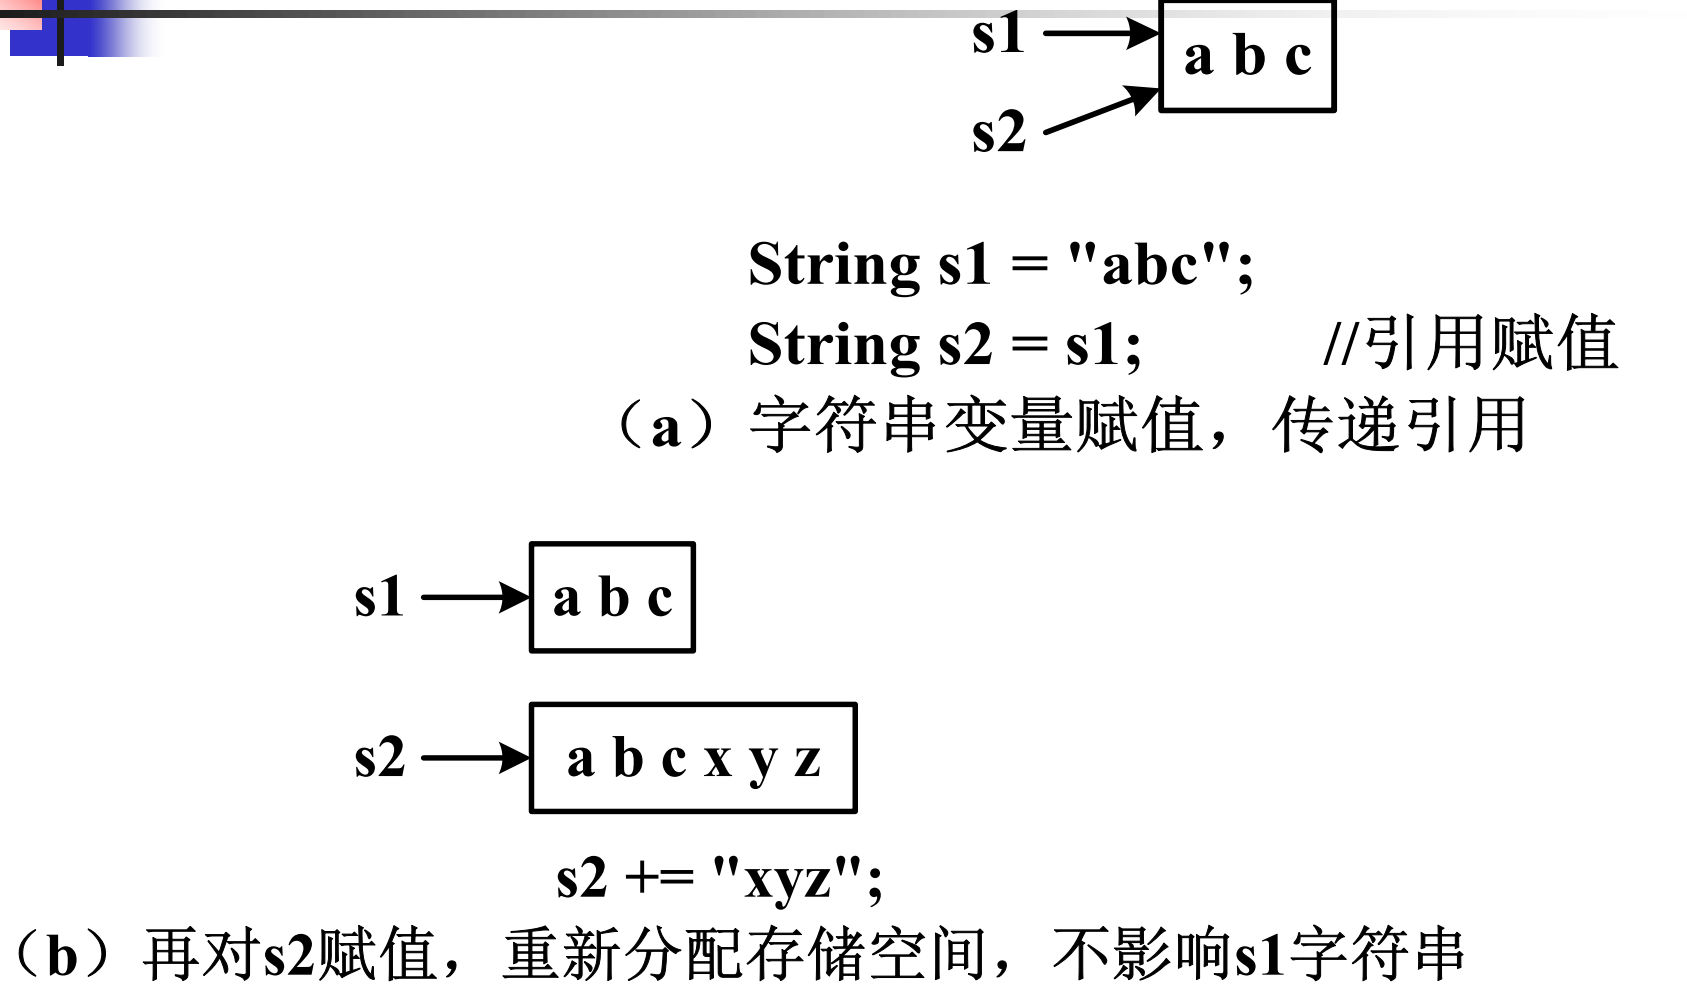 s1
a b c
s2
String s1 = "abc";
String s2 = s1; //引用赋值
（a）字符串变量赋值，传递引用
s1
a b c
s2
a b c x y z
s2 += "xyz";
（b）再对s2赋值，重新分配存储空间，不影响s1字符串